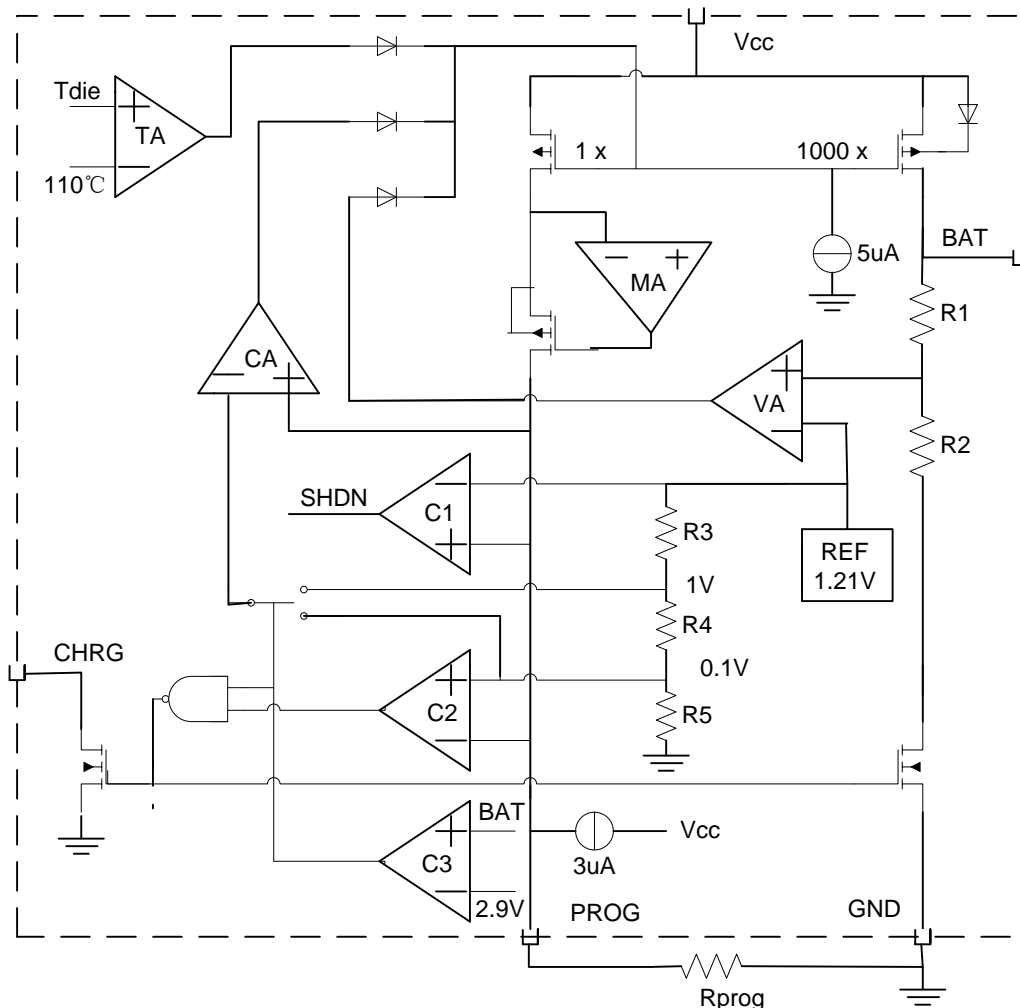 Vcc
Tdie
TA
110℃
1 x
1000 x
MA
5uA
BAT
R1
CA
VA
R2
SHDN
C1
R3
REF
1.21V
1V
R4
CHRG
0.1V
C2
R5
BAT
C3
Vcc
3uA
2.9V
PROG
GND
Rprog